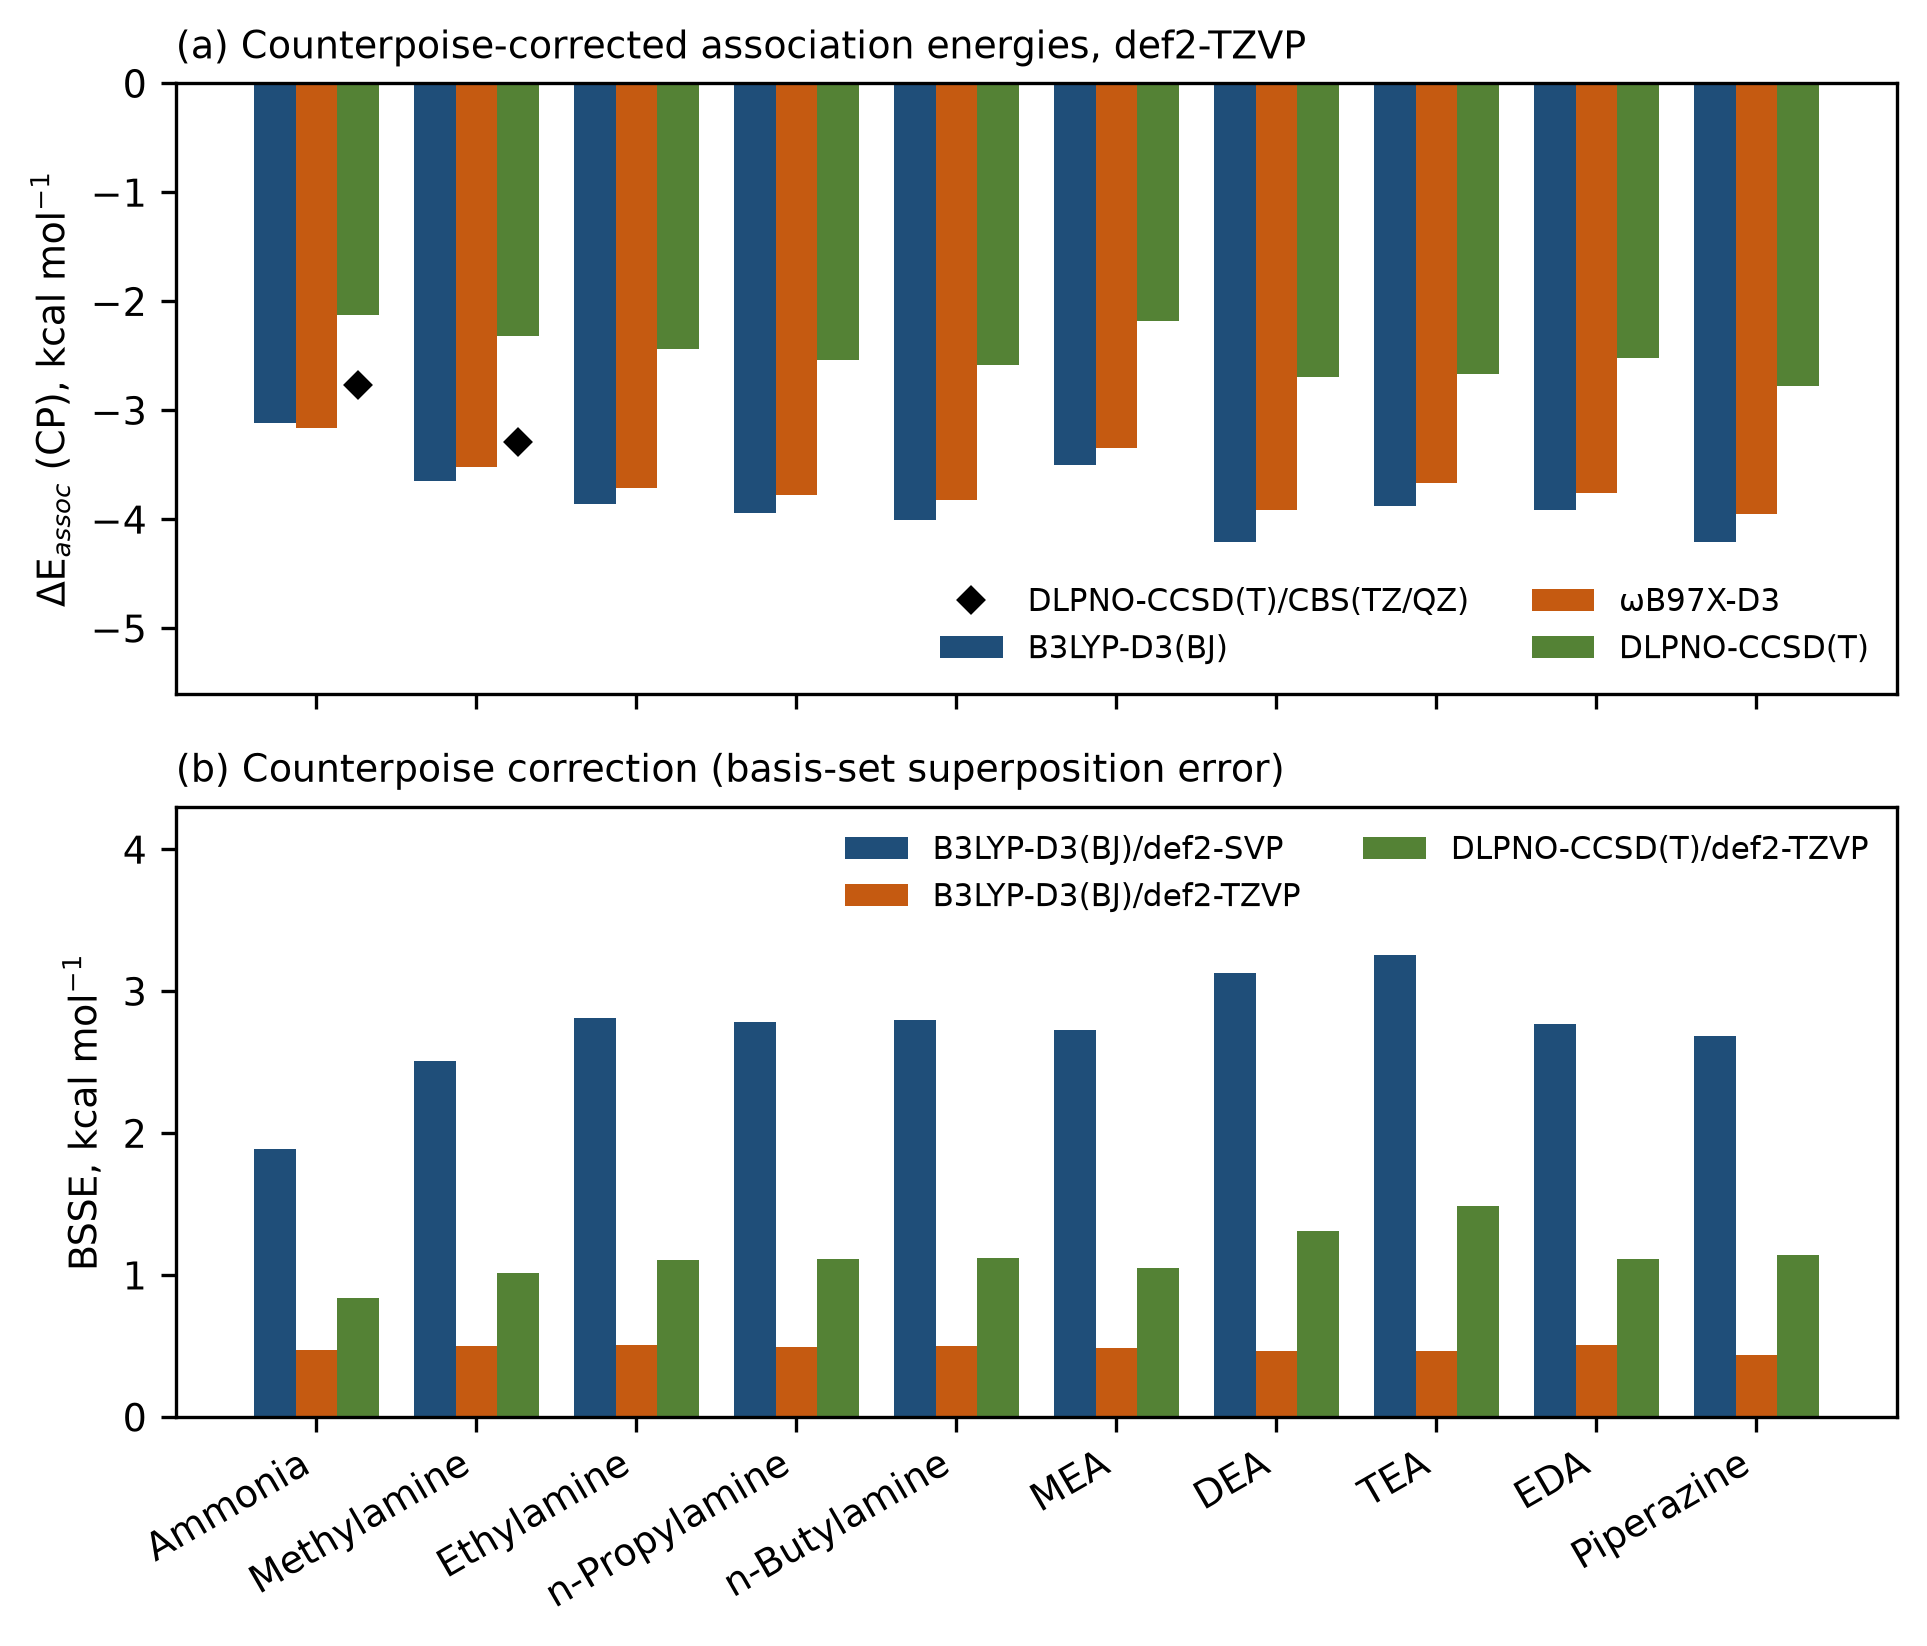 (a) Counterpoise-corrected association energies, def2-TZVP
ΔE_assoc (CP), kcal mol⁻¹
0
−1
−2
−3
−4
−5
DLPNO-CCSD(T)/CBS(TZ/QZ)
B3LYP-D3(BJ)
ωB97X-D3
DLPNO-CCSD(T)
(b) Counterpoise correction (basis-set superposition error)
BSSE, kcal mol⁻¹
4
3
2
1
0
B3LYP-D3(BJ)/def2-SVP
B3LYP-D3(BJ)/def2-TZVP
DLPNO-CCSD(T)/def2-TZVP
Ammonia
Methylamine
Ethylamine
n-Propylamine
n-Butylamine
MEA
DEA
TEA
EDA
Piperazine